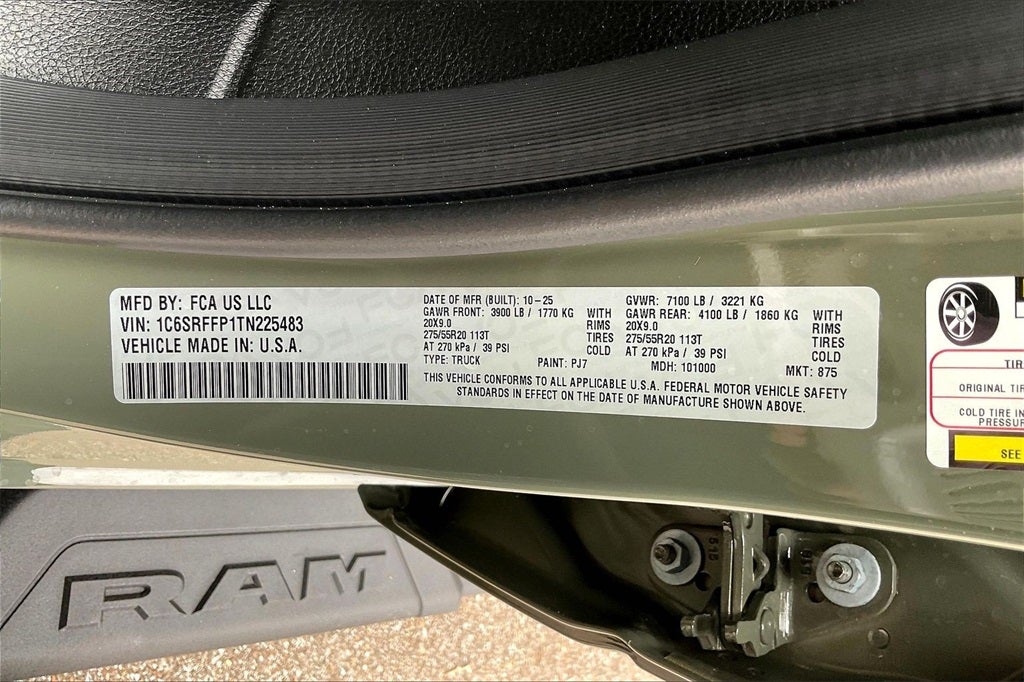 MFD BY: FCA US LLC
VIN: 1C6SRFFP1TN225483
VEHICLE MADE IN: U.S.A.
DATE OF MFR (BUILT): 10-25
GAWR FRONT: 3900 LB / 1770 KG WITH
20X9.0 RIMS
275/55R20 113T TIRES
AT 270 kPa / 39 PSI COLD
TYPE: TRUCK PAINT: PJ7
GVWR: 7100 LB / 3221 KG
GAWR REAR: 4100 LB / 1860 KG WITH
20X9.0 RIMS
275/55R20 113T TIRES
AT 270 kPa / 39 PSI COLD
MDH: 101000 MKT: 875
THIS VEHICLE CONFORMS TO ALL APPLICABLE U.S.A. FEDERAL MOTOR VEHICLE SAFETY
STANDARDS IN EFFECT ON THE DATE OF MANUFACTURE SHOWN ABOVE.
TIR
ORIGINAL TIR
COLD TIRE IN
PRESSUR
SEE
RAM